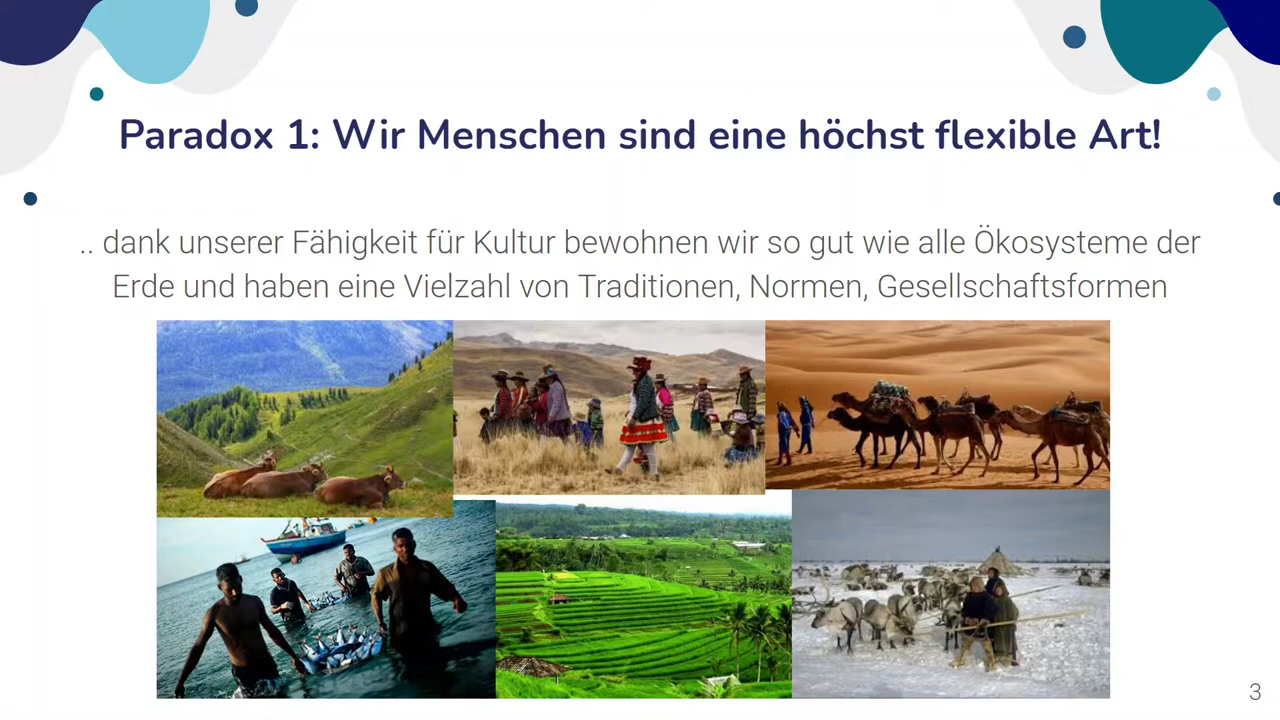 Paradox 1: Wir Menschen sind eine höchst flexible Art!
.. dank unserer Fähigkeit für Kultur bewohnen wir so gut wie alle Ökosysteme der
Erde und haben eine Vielzahl von Traditionen, Normen, Gesellschaftsformen
3